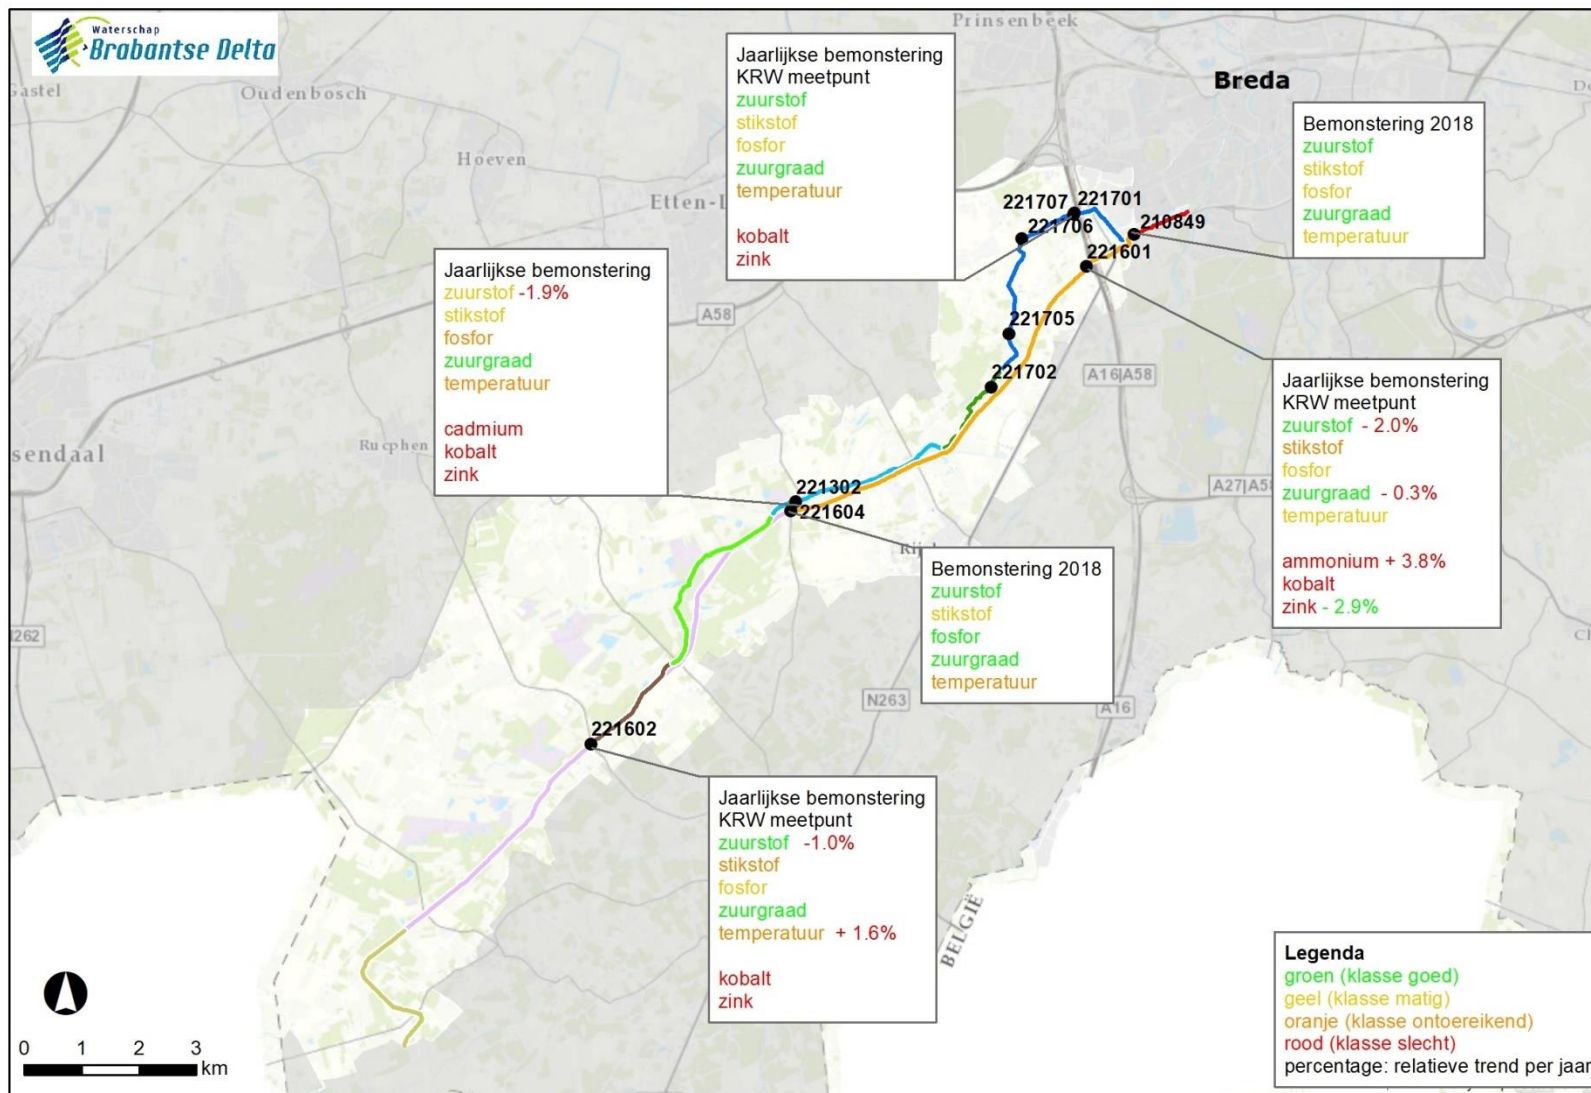 Waterschap
Brabantse Delta
Gastel
Oudenbosch
Prinsenbeek
Breda
Hoeven
Jaarlijkse bemonstering
KRW meetpunt
zuurstof
stikstof
fosfor
zuurgraad
temperatuur
kobalt
zink
Bemonstering 2018
zuurstof
stikstof
fosfor
zuurgraad
temperatuur
Etten-L
221707
221701
221706
210849
221601
Jaarlijkse bemonstering
zuurstof -1.9%
stikstof
fosfor
zuurgraad
temperatuur
cadmium
kobalt
zink
A58
221705
221702
A16|A58
Jaarlijkse bemonstering
KRW meetpunt
zuurstof - 2.0%
stikstof
fosfor
zuurgraad - 0.3%
temperatuur
ammonium + 3.8%
kobalt
zink - 2.9%
sendaal
Rucphen
A27|A58
221302
221604
Bemonstering 2018
zuurstof
stikstof
fosfor
zuurgraad
temperatuur
N263
A16
221602
Jaarlijkse bemonstering
KRW meetpunt
zuurstof -1.0%
stikstof
fosfor
zuurgraad
temperatuur + 1.6%
kobalt
zink
BELGIË
Legenda
groen (klasse goed)
geel (klasse matig)
oranje (klasse ontoereikend)
rood (klasse slecht)
percentage: relatieve trend per jaar
0 1 2 3
km